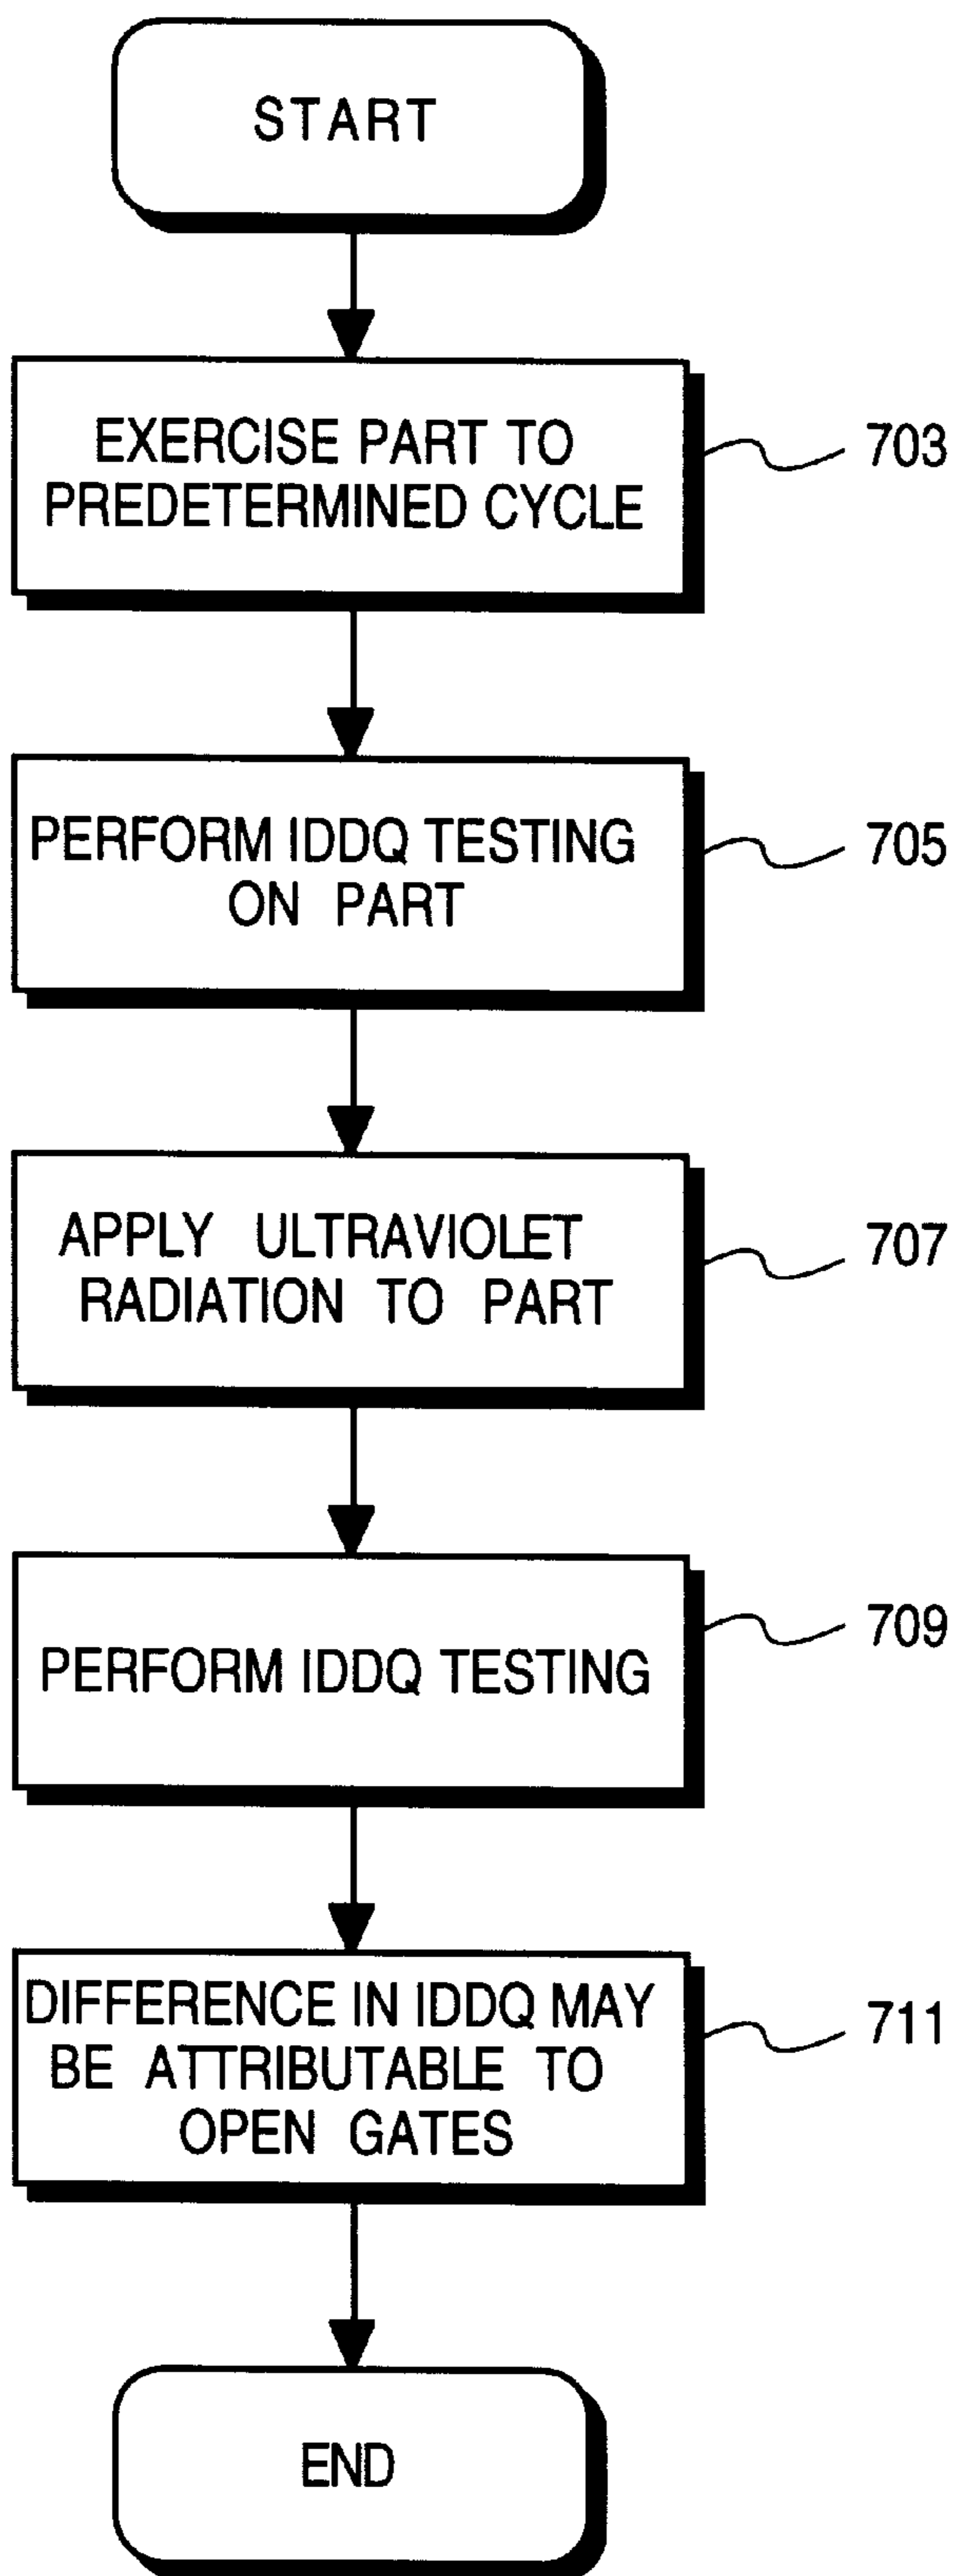 START
EXERCISE PART TO
PREDETERMINED CYCLE
703
PERFORM IDDQ TESTING
ON PART
705
APPLY ULTRAVIOLET
RADIATION TO PART
707
PERFORM IDDQ TESTING
709
DIFFERENCE IN IDDQ MAY
BE ATTRIBUTABLE TO
OPEN GATES
711
END